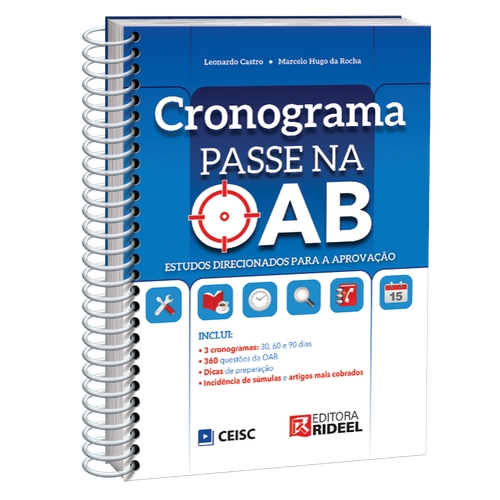 Leonardo Castro • Marcelo Hugo da Rocha
Cronograma
PASSE NA
OAB
ESTUDOS DIRECIONADOS PARA A APROVAÇÃO
15
INCLUI:
• 3 cronogramas: 30, 60 e 90 dias
• 360 questões da OAB
• Dicas de preparação
• Incidência de súmulas e artigos mais cobrados
CEISC
EDITORA
RIDEEL